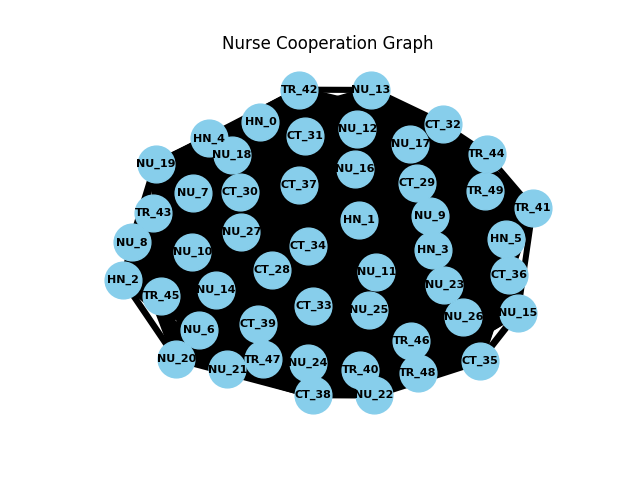 Nurse Cooperation Graph
TR_42
NU_13
HN_0
CT_32
NU_12
CT_31
HN_4
NU_17
NU_18
TR_44
NU_19
NU_16
CT_29
CT_37
TR_49
CT_30
NU_7
TR_41
TR_43
NU_9
HN_1
NU_27
HN_5
NU_8
CT_34
HN_3
NU_10
CT_28
NU_11
CT_36
HN_2
NU_23
NU_14
TR_45
CT_33
NU_25
NU_15
NU_26
CT_39
NU_6
TR_46
NU_20
TR_47
CT_35
NU_24
NU_21
TR_40
TR_48
CT_38
NU_22